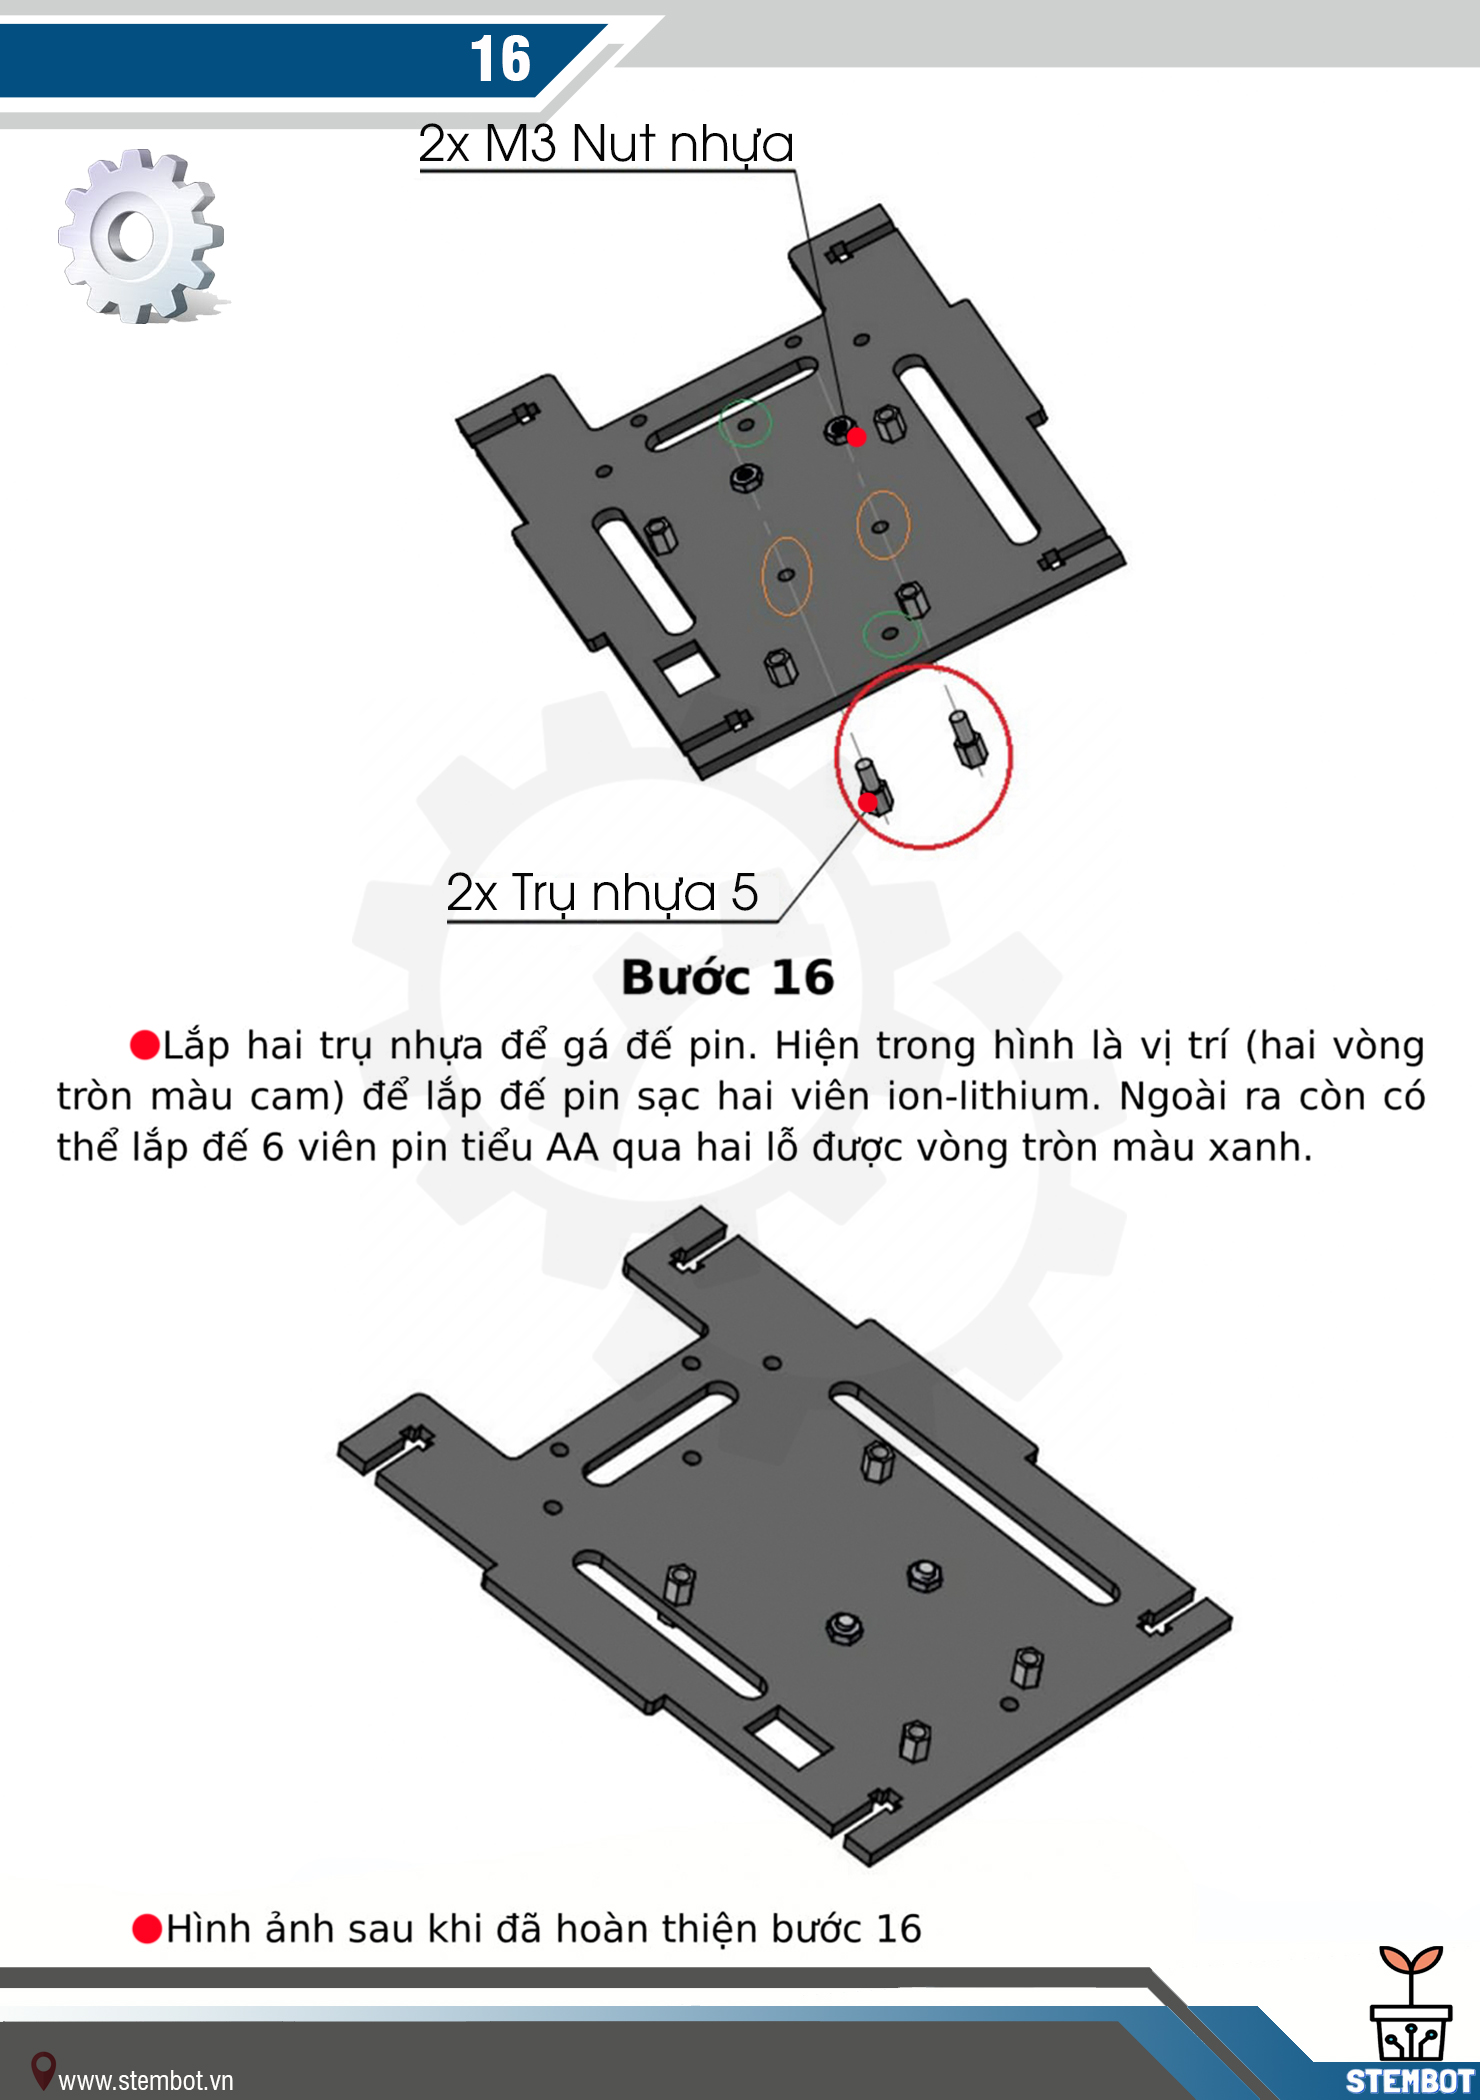 16
2x M3 Nut nhựa
2x Trụ nhựa 5
Bước 16
Lắp hai trụ nhựa để gá đế pin. Hiện trong hình là vị trí (hai vòng
tròn màu cam) để lắp đế pin sạc hai viên ion-lithium. Ngoài ra còn có
thể lắp đế 6 viên pin tiểu AA qua hai lỗ được vòng tròn màu xanh.
Hình ảnh sau khi đã hoàn thiện bước 16
www.stembot.vn
STEMBOT